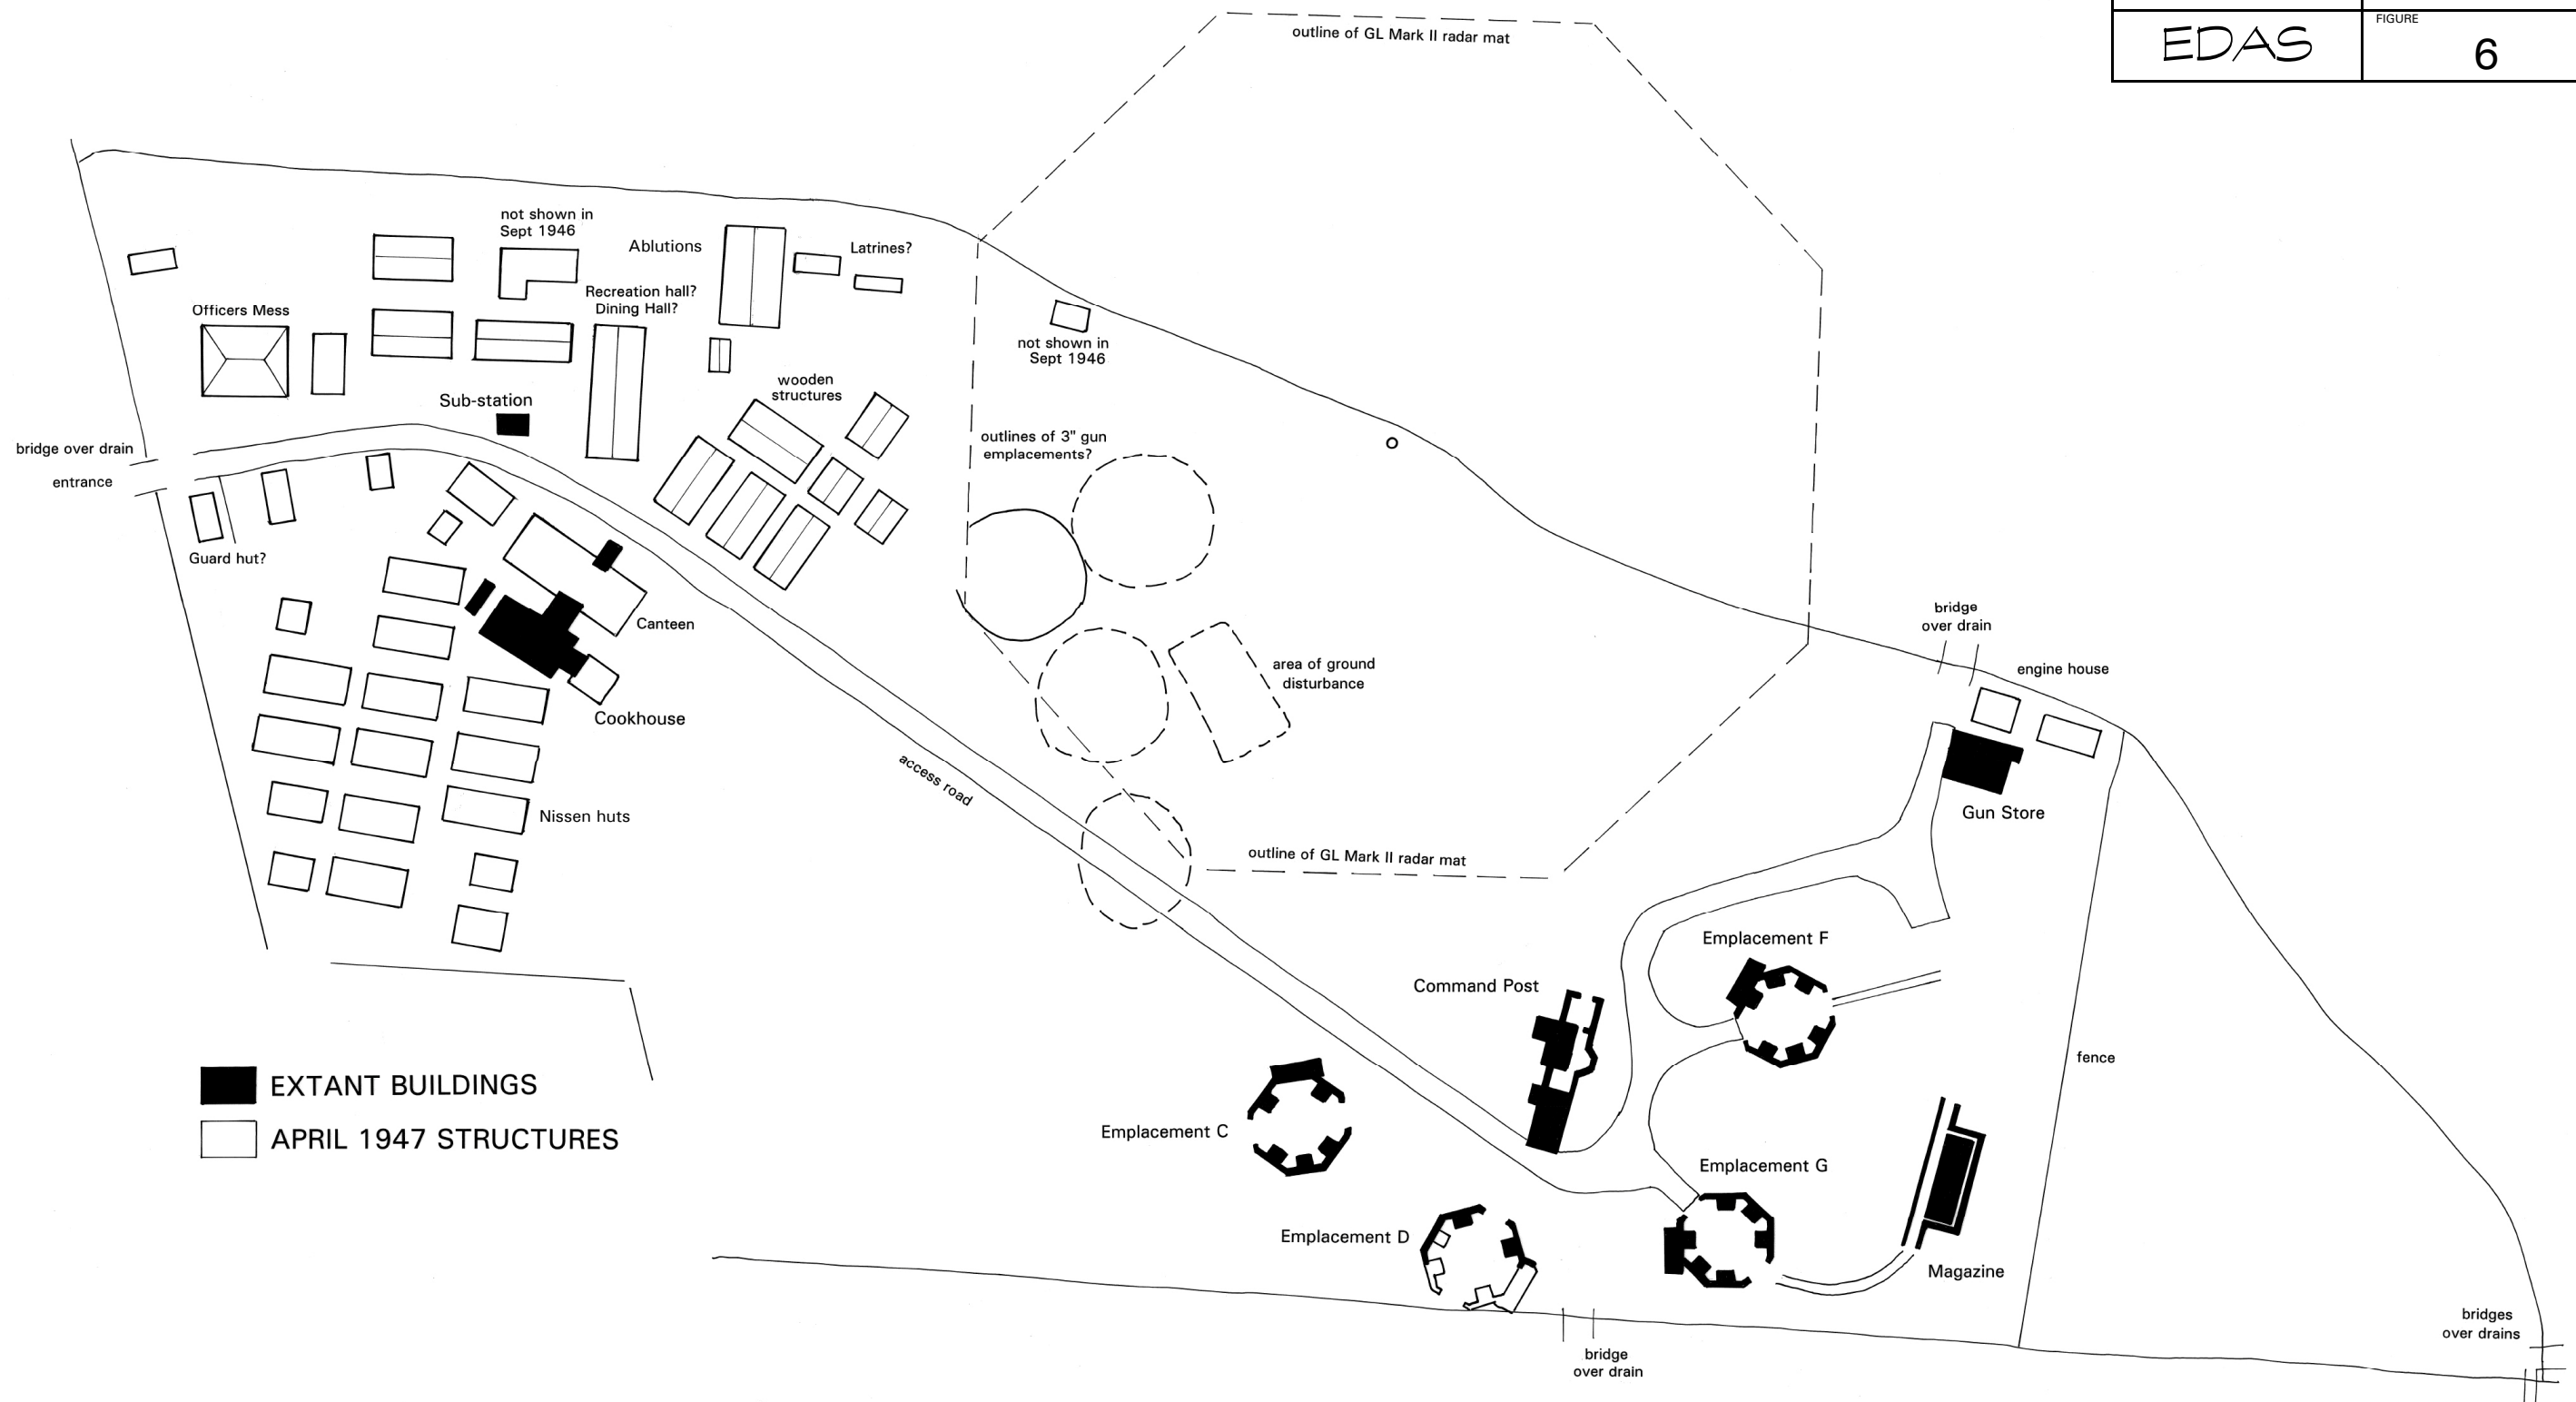 outline of GL Mark II radar mat
EDAS
FIGURE
6
not shown in
Sept 1946
Ablutions
Latrines?
Recreation hall?
Dining Hall?
Officers Mess
not shown in
Sept 1946
wooden
structures
Sub-station
outlines of 3" gun
emplacements?
bridge over drain
entrance
Guard hut?
Canteen
bridge
over drain
engine house
area of ground
disturbance
Cookhouse
access road
Nissen huts
Gun Store
outline of GL Mark II radar mat
Emplacement F
Command Post
fence
EXTANT BUILDINGS
APRIL 1947 STRUCTURES
Emplacement C
Emplacement G
Emplacement D
Magazine
bridge
over drain
bridges
over drains